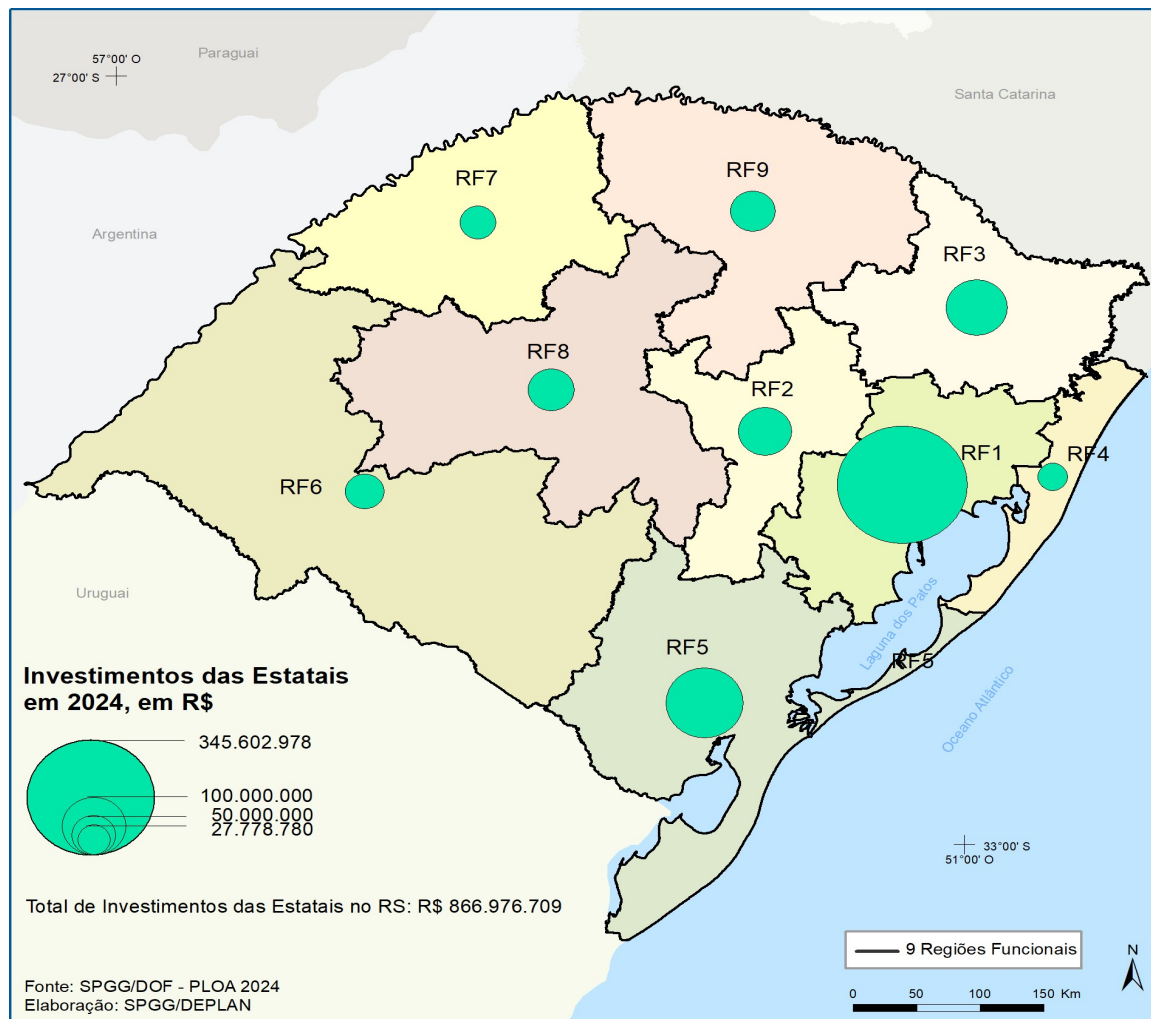 57°00' O
27°00' S
Paraguai
Santa Catarina
Argentina
RF7
RF9
RF3
RF8
RF2
RF1
RF4
RF6
Uruguai
RF5
Laguna dos Patos
RF5
Oceano Atlântico
Investimentos das Estatais
em 2024, em R$
345.602.978
100.000.000
50.000.000
27.778.780
33°00' S
51°00' O
Total de Investimentos das Estatais no RS: R$ 866.976.709
9 Regiões Funcionais
N
Fonte: SPGG/DOF - PLOA 2024
Elaboração: SPGG/DEPLAN
0 50 100 150 Km